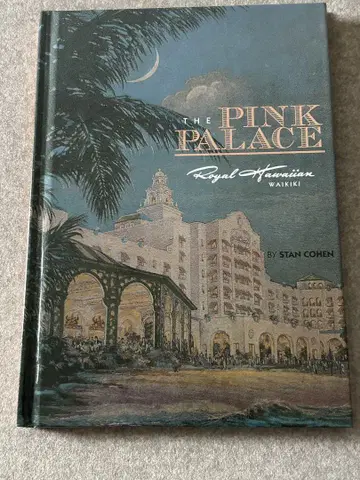 THE PINK
PALACE
Royal Hawaiian
WAIKIKI
BY STAN COHEN